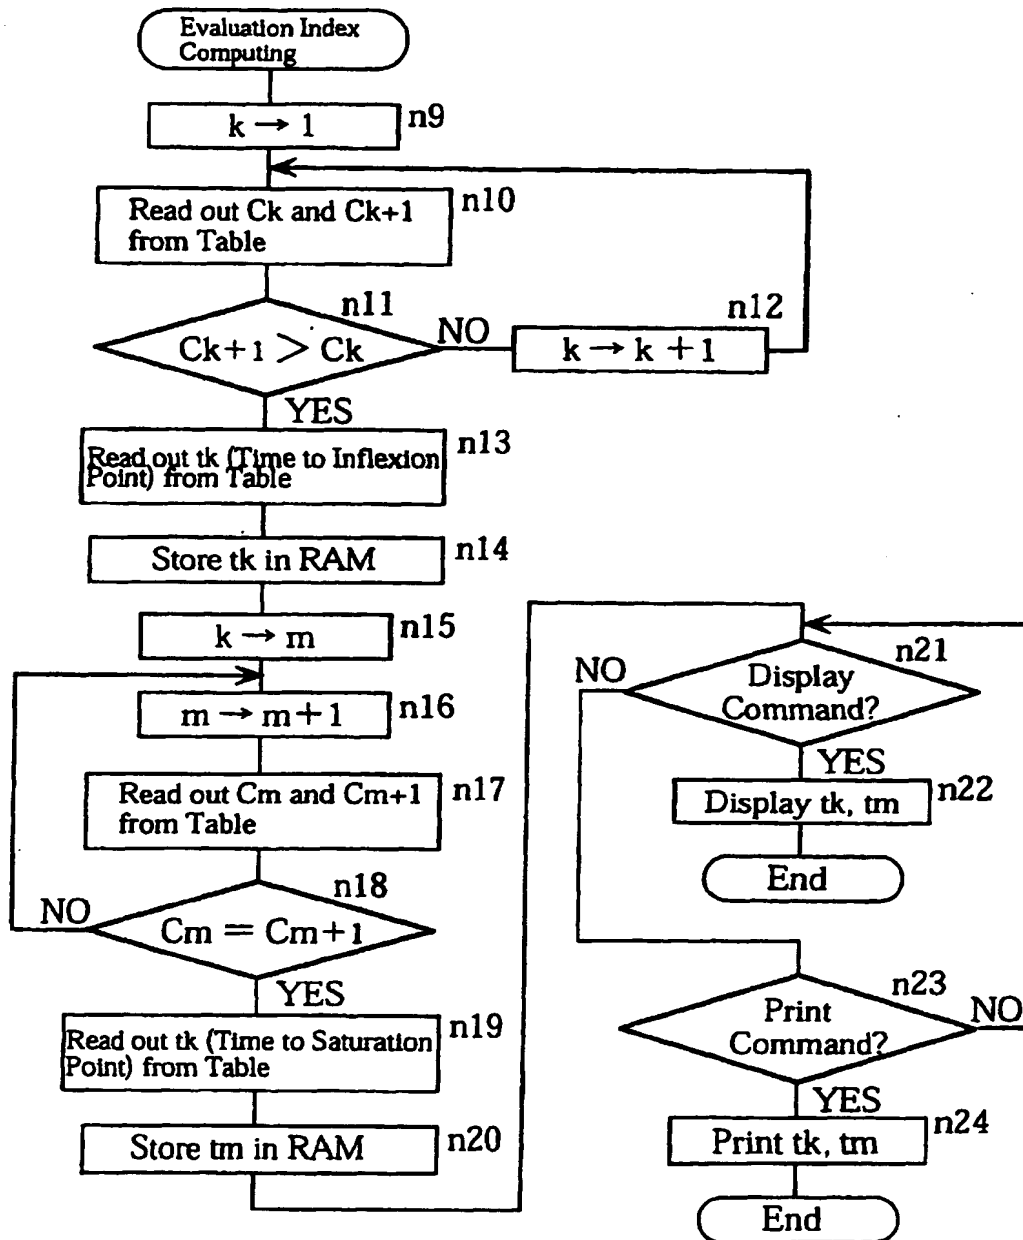 Evaluation Index
Computing
k → 1
n9
Read out Ck and Ck+1
from Table
n10
n11
Ck+1 > Ck
NO
n12
k → k + 1
YES
Read out tk (Time to Inflexion
Point) from Table
n13
Store tk in RAM
n14
k → m
n15
m → m+1
n16
Read out Cm and Cm+1
from Table
n17
n18
Cm = Cm+1
NO
YES
Read out tk (Time to Saturation
Point) from Table
n19
Store tm in RAM
n20
NO
n21
Display
Command?
YES
Display tk, tm
n22
End
n23
Print
Command?
NO
YES
Print tk, tm
n24
End